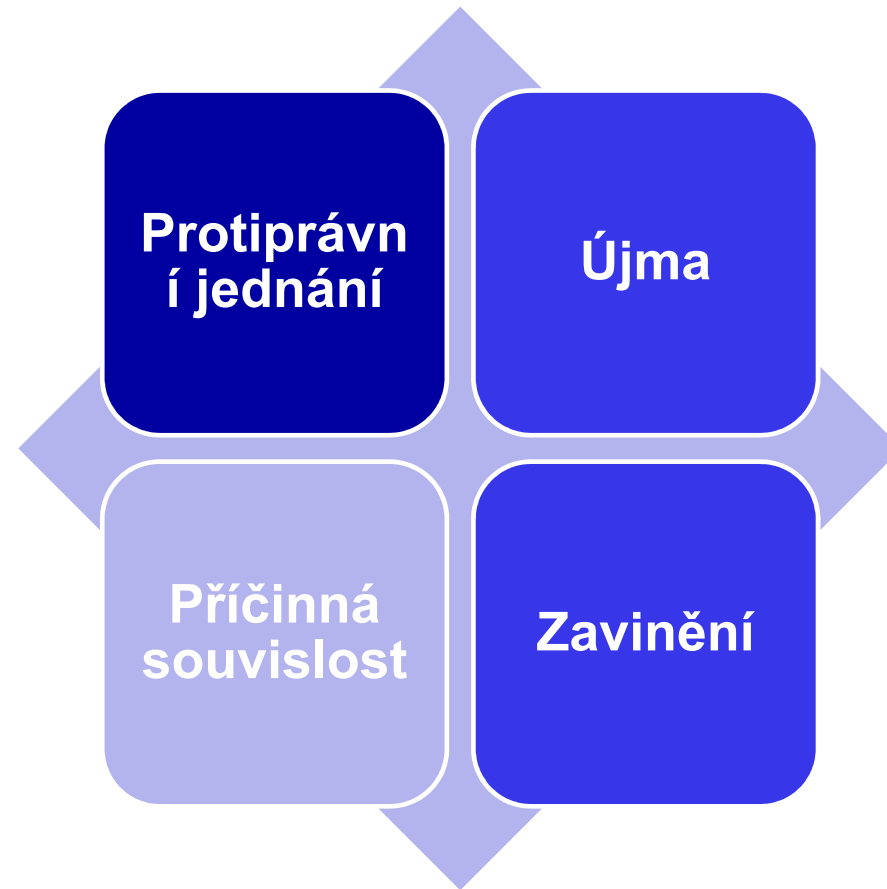 Protiprávn
í jednání
Újma
Příčinná
souvislost
Zavinění